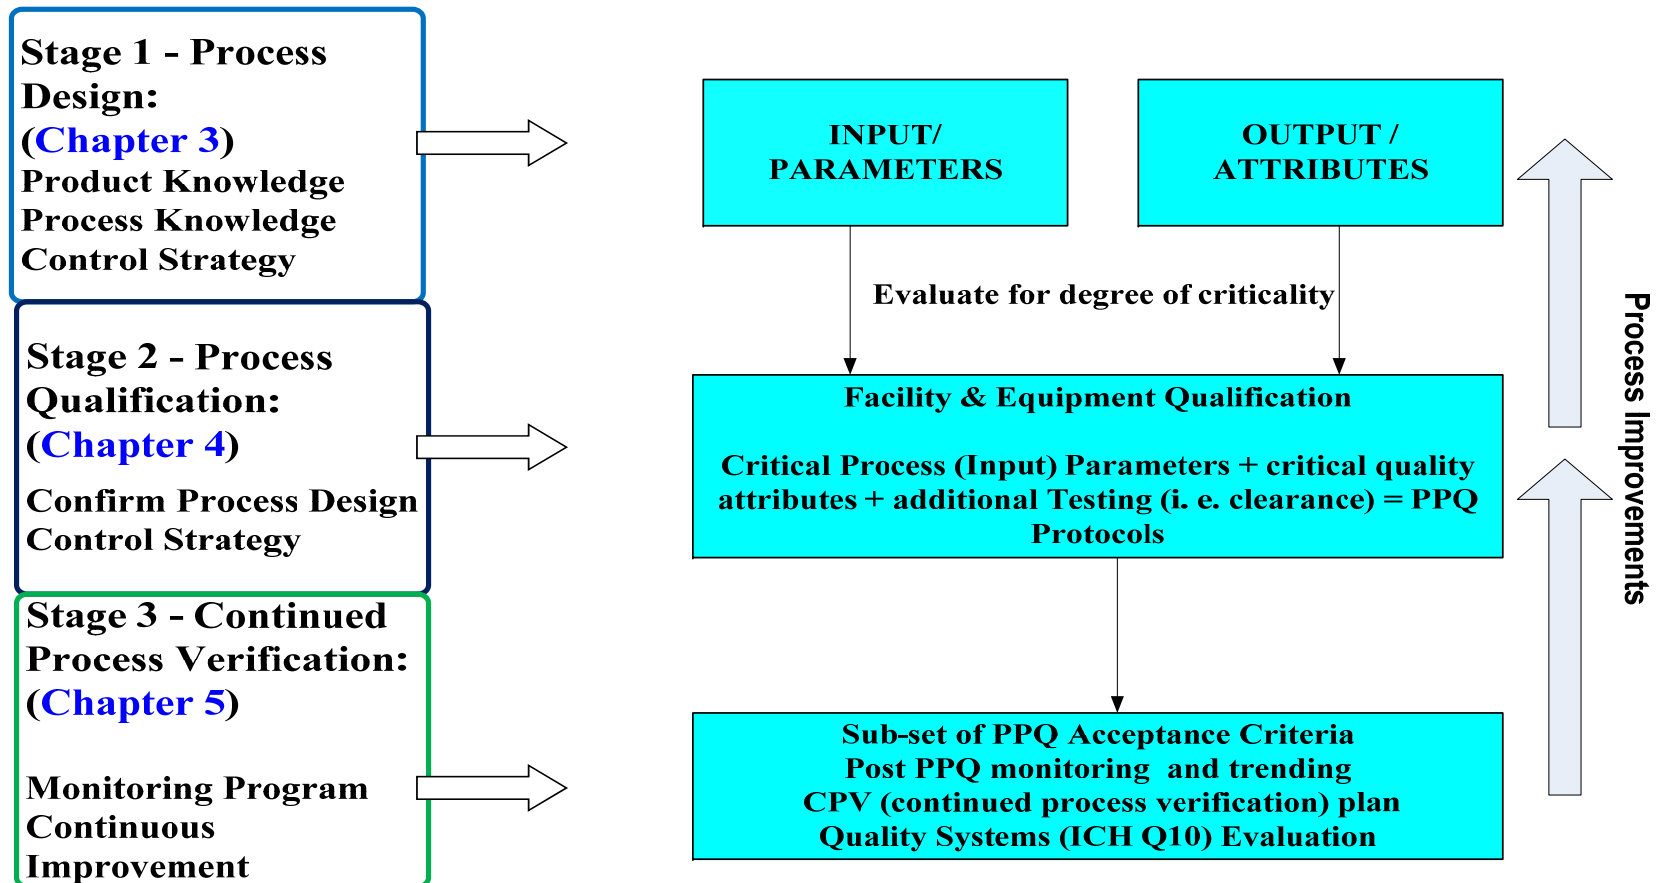 Stage 1 - Process
Design:
(Chapter 3)
Product Knowledge
Process Knowledge
Control Strategy
INPUT/
PARAMETERS
OUTPUT /
ATTRIBUTES
Evaluate for degree of criticality
Stage 2 - Process
Qualification:
(Chapter 4)
Confirm Process Design
Control Strategy
Facility & Equipment Qualification
Critical Process (Input) Parameters + critical quality
attributes + additional Testing (i. e. clearance) = PPQ
Protocols
Stage 3 - Continued
Process Verification:
(Chapter 5)
Monitoring Program
Continuous
Improvement
Sub-set of PPQ Acceptance Criteria
Post PPQ monitoring  and trending
CPV (continued process verification) plan
Quality Systems (ICH Q10) Evaluation
Process Improvements